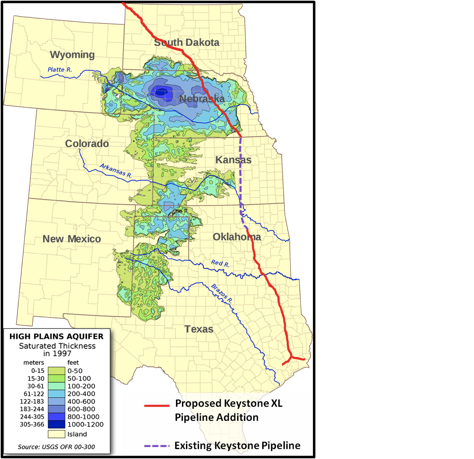 South Dakota
Wyoming
Platte R.
Nebraska
Colorado
Kansas
Arkansas R.
New Mexico
Oklahoma
Red R.
Brazos R.
Texas
HIGH PLAINS AQUIFER
Saturated Thickness
in 1997
meters feet
0-15 0-50
15-30 50-100
30-61 100-200
61-122 200-400
122-183 400-600
183-244 600-800
244-305 800-1000
305-366 1000-1200
Island
Source: USGS OFR 00-300
Proposed Keystone XL
Pipeline Addition
Existing Keystone Pipeline